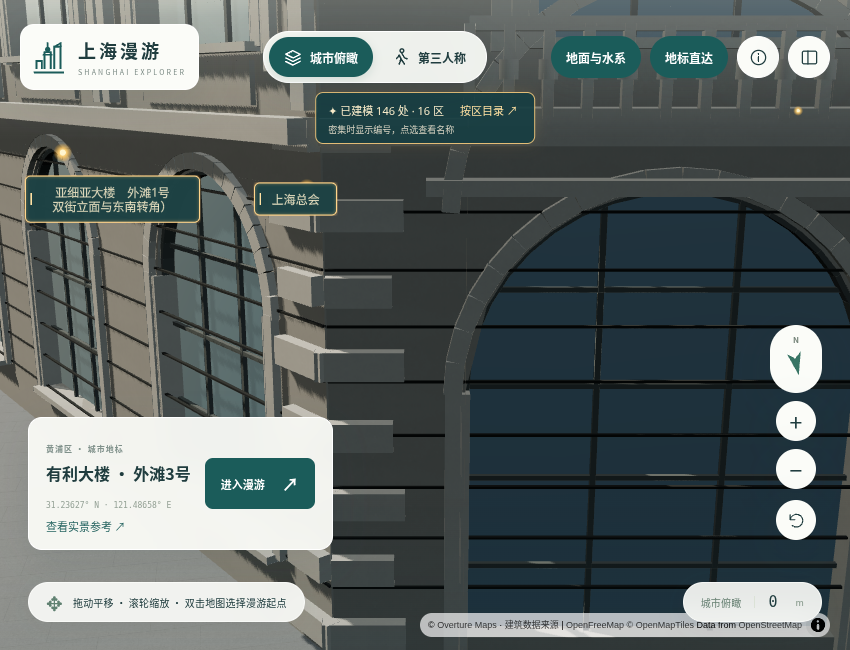 上海漫游
SHANGHAI EXPLORER
城市俯瞰
第三人称
地面与水系
地标直达
✦ 已建模 146 处 · 16 区 按区目录 ↗
密集时显示编号，点选查看名称
亚细亚大楼 外滩1号
双街立面与东南转角）
上海总会
N
黄浦区 · 城市地标
有利大楼 · 外滩3号
进入漫游 ↗
31.23627° N · 121.48658° E
查看实景参考 ↗
拖动平移 · 滚轮缩放 · 双击地图选择漫游起点
城市俯瞰 0 m
© Overture Maps · 建筑数据来源 | OpenFreeMap © OpenMapTiles Data from OpenStreetMap